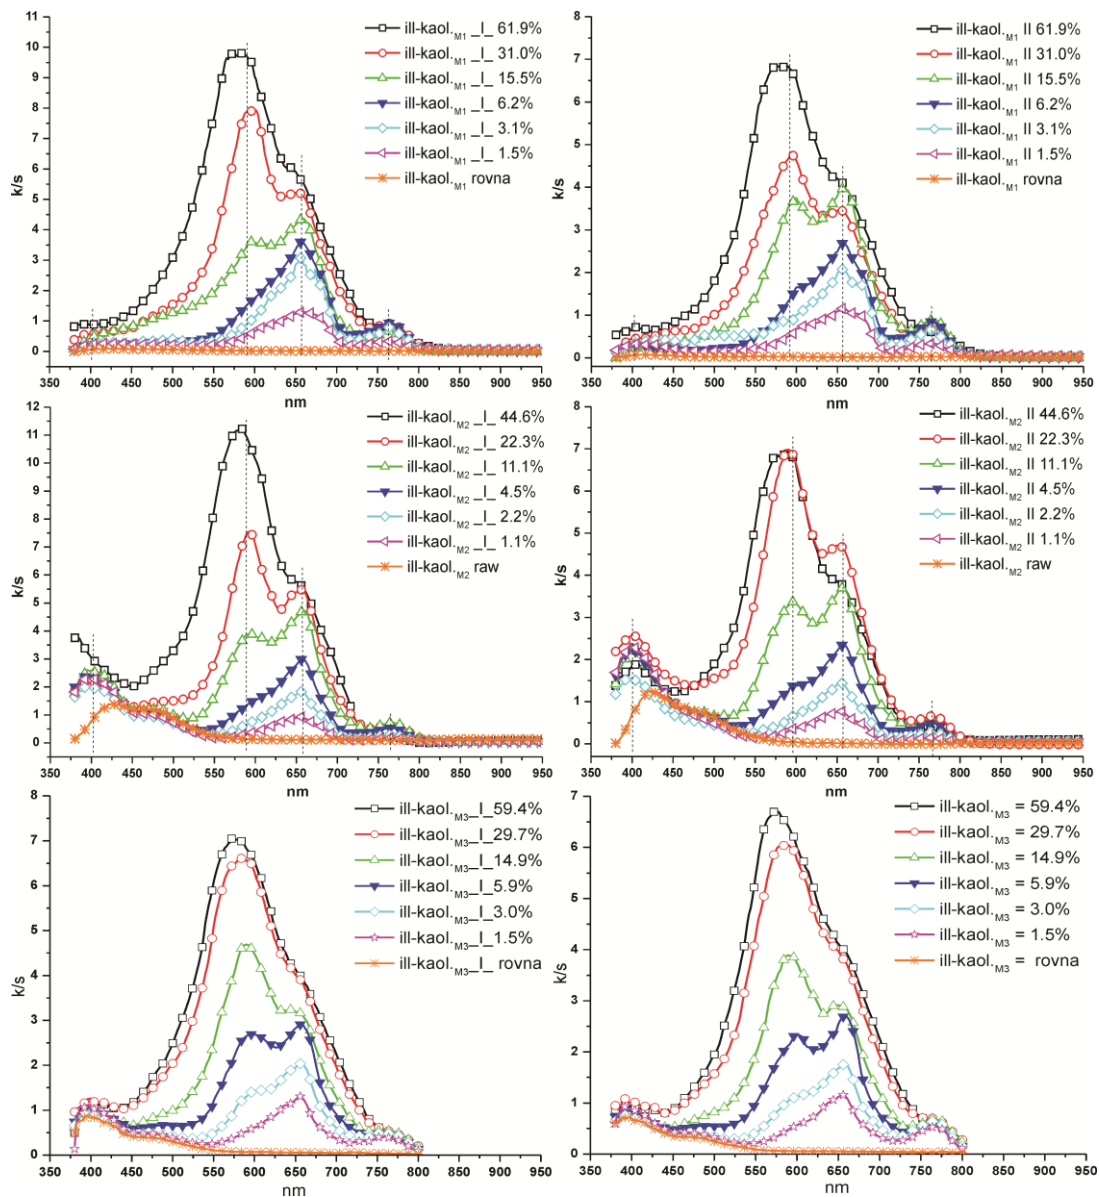 11
10
9
8
7
6
5
4
3
2
1
0
k/s
350 400 450 500 550 600 650 700 750 800 850 900 950
nm
ill-kaol.M1 _I_ 61.9%
ill-kaol.M1 _I_ 31.0%
ill-kaol.M1 _I_ 15.5%
ill-kaol.M1 _I_ 6.2%
ill-kaol.M1 _I_ 3.1%
ill-kaol.M1 _I_ 1.5%
ill-kaol.M1 rovna
8
7
6
5
4
3
2
1
0
k/s
350 400 450 500 550 600 650 700 750 800 850 900 950
nm
ill-kaol.M1 II 61.9%
ill-kaol.M1 II 31.0%
ill-kaol.M1 II 15.5%
ill-kaol.M1 II 6.2%
ill-kaol.M1 II 3.1%
ill-kaol.M1 II 1.5%
ill-kaol.M1 rovna
12
11
10
9
8
7
6
5
4
3
2
1
0
k/s
350 400 450 500 550 600 650 700 750 800 850 900 950
nm
ill-kaol.M2 _I_ 44.6%
ill-kaol.M2 _I_ 22.3%
ill-kaol.M2 _I_ 11.1%
ill-kaol.M2 _I_ 4.5%
ill-kaol.M2 _I_ 2.2%
ill-kaol.M2 _I_ 1.1%
ill-kaol.M2 raw
8
7
6
5
4
3
2
1
0
k/s
350 400 450 500 550 600 650 700 750 800 850 900 950
nm
ill-kaol.M2 II 44.6%
ill-kaol.M2 II 22.3%
ill-kaol.M2 II 11.1%
ill-kaol.M2 II 4.5%
ill-kaol.M2 II 2.2%
ill-kaol.M2 II 1.1%
ill-kaol.M2 raw
8
7
6
5
4
3
2
1
0
k/s
350 400 450 500 550 600 650 700 750 800 850 900 950
nm
ill-kaol.M3_I_59.4%
ill-kaol.M3_I_29.7%
ill-kaol.M3_I_14.9%
ill-kaol.M3_I_5.9%
ill-kaol.M3_I_3.0%
ill-kaol.M3_I_1.5%
ill-kaol.M3_I_ rovna
7
6
5
4
3
2
1
0
k/s
350 400 450 500 550 600 650 700 750 800 850 900 950
nm
ill-kaol.M3 = 59.4%
ill-kaol.M3 = 29.7%
ill-kaol.M3 = 14.9%
ill-kaol.M3 = 5.9%
ill-kaol.M3 = 3.0%
ill-kaol.M3 = 1.5%
ill-kaol.M3 = rovna